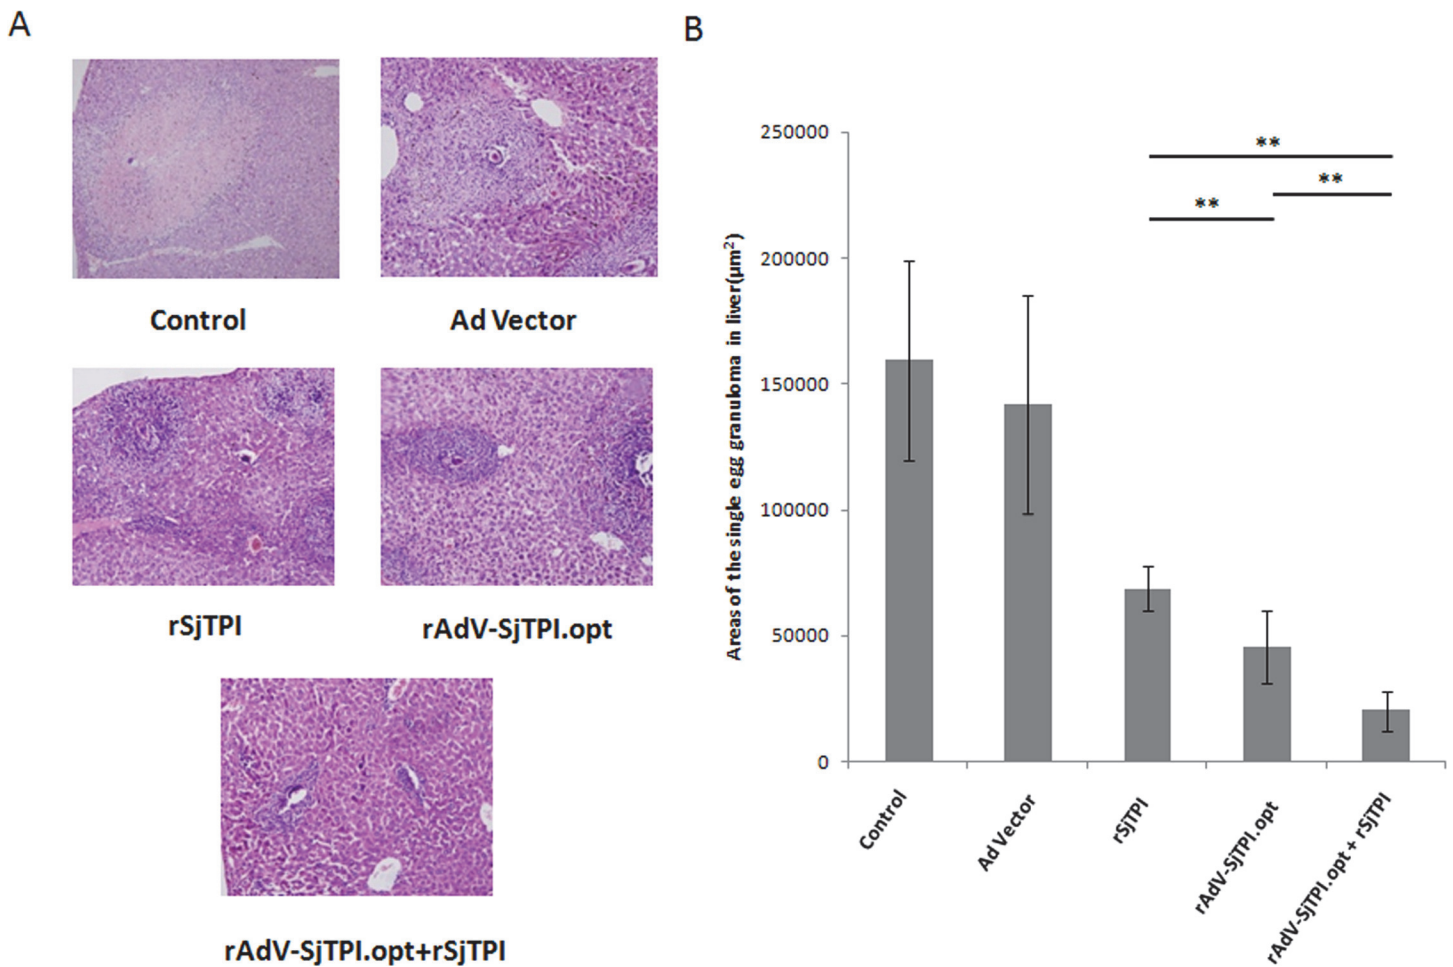 A
Control
Ad Vector
rSjTPI
rAdV-SjTPI.opt
rAdV-SjTPI.opt+rSjTPI
B
Areas of the single egg granuloma in liver(μm²)
250000
200000
150000
100000
50000
0
**
**
**
Control
Ad Vector
rSjTPI
rAdV-SjTPI.opt
rAdV-SjTPI.opt + rSjTPI